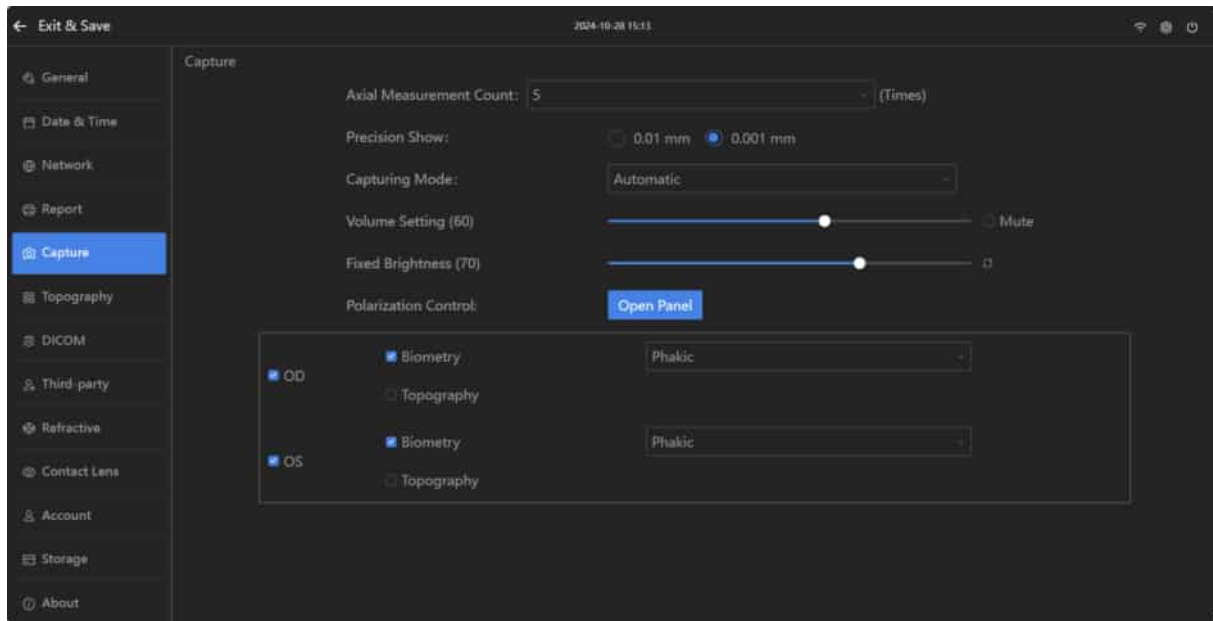 Exit & Save
2024-10-28 15:13
General
Date & Time
Network
Report
Capture
Topography
DICOM
Third-party
Refractive
Contact Lens
Account
Storage
About
Capture
Axial Measurement Count: 5 (Times)
Precision Show: 0.01 mm 0.001 mm
Capturing Mode: Automatic
Volume Setting (60) Mute
Fixed Brightness (70)
Polarization Control: Open Panel
OD
Biometry Phakic
Topography
OS
Biometry Phakic
Topography